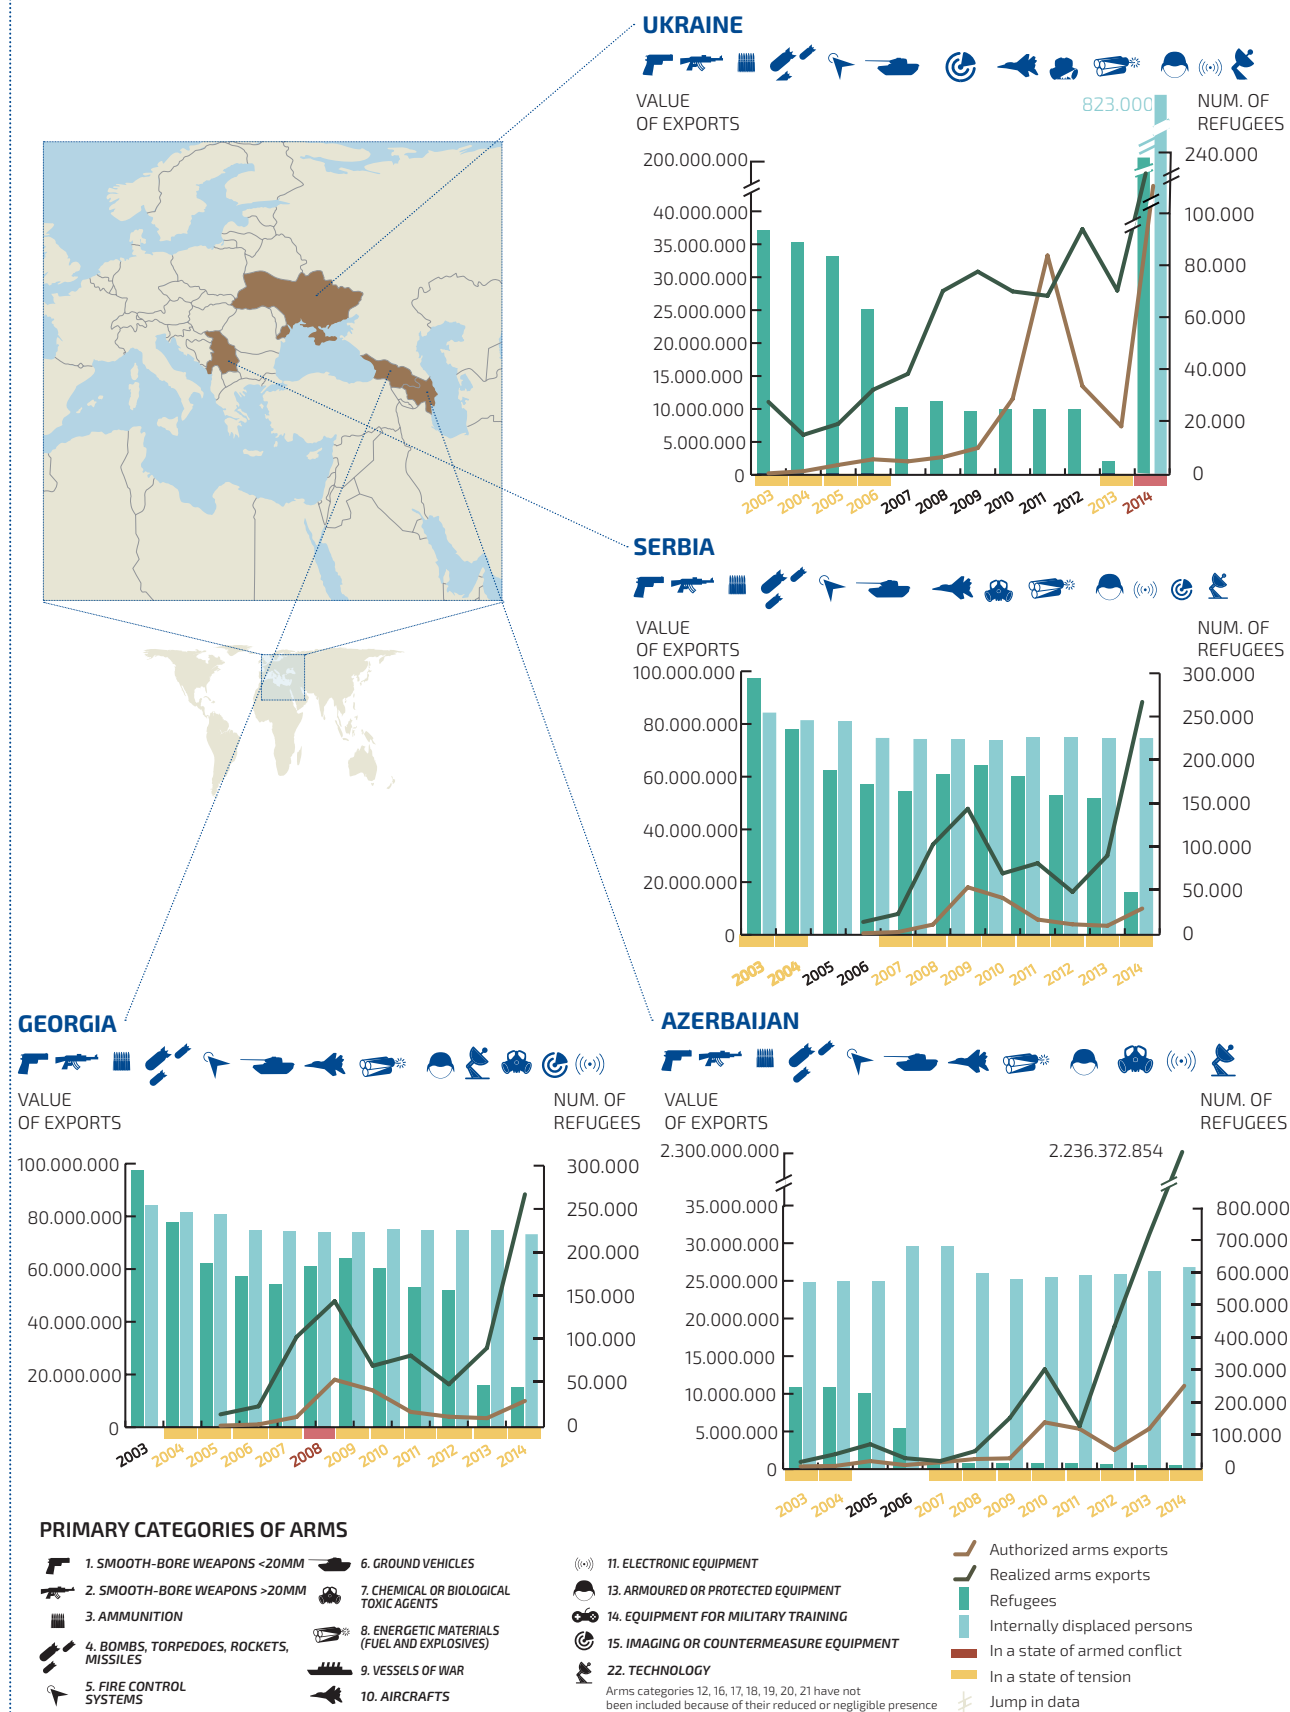 UKRAINE
VALUE
OF EXPORTS
823.000
NUM. OF
REFUGEES
200.000.000
40.000.000
35.000.000
30.000.000
25.000.000
20.000.000
15.000.000
10.000.000
5.000.000
0
240.000
100.000
80.000
60.000
40.000
20.000
0
2003
2004
2005
2006
2007
2008
2009
2010
2011
2012
2013
2014
SERBIA
VALUE
OF EXPORTS
NUM. OF
REFUGEES
100.000.000
80.000.000
60.000.000
40.000.000
20.000.000
0
300.000
250.000
200.000
150.000
100.000
50.000
0
2003
2004
2005
2006
2007
2008
2009
2010
2011
2012
2013
2014
GEORGIA
VALUE
OF EXPORTS
NUM. OF
REFUGEES
100.000.000
80.000.000
60.000.000
40.000.000
20.000.000
0
300.000
250.000
200.000
150.000
100.000
50.000
0
2003
2004
2005
2006
2007
2008
2009
2010
2011
2012
2013
2014
AZERBAIJAN
VALUE
OF EXPORTS
NUM. OF
REFUGEES
2.300.000.000
2.236.372.854
35.000.000
30.000.000
25.000.000
20.000.000
15.000.000
10.000.000
5.000.000
0
800.000
700.000
600.000
500.000
400.000
300.000
200.000
100.000
0
2003
2004
2005
2006
2007
2008
2009
2010
2011
2012
2013
2014
PRIMARY CATEGORIES OF ARMS
1. SMOOTH-BORE WEAPONS <20MM
2. SMOOTH-BORE WEAPONS >20MM
3. AMMUNITION
4. BOMBS, TORPEDOES, ROCKETS,
MISSILES
5. FIRE CONTROL
SYSTEMS
6. GROUND VEHICLES
7. CHEMICAL OR BIOLOGICAL
TOXIC AGENTS
8. ENERGETIC MATERIALS
(FUEL AND EXPLOSIVES)
9. VESSELS OF WAR
10. AIRCRAFTS
11. ELECTRONIC EQUIPMENT
13. ARMOURED OR PROTECTED EQUIPMENT
14. EQUIPMENT FOR MILITARY TRAINING
15. IMAGING OR COUNTERMEASURE EQUIPMENT
22. TECHNOLOGY
Arms categories 12, 16, 17, 18, 19, 20, 21 have not
been included because of their reduced or negligible presence
Authorized arms exports
Realized arms exports
Refugees
Internally displaced persons
In a state of armed conflict
In a state of tension
Jump in data